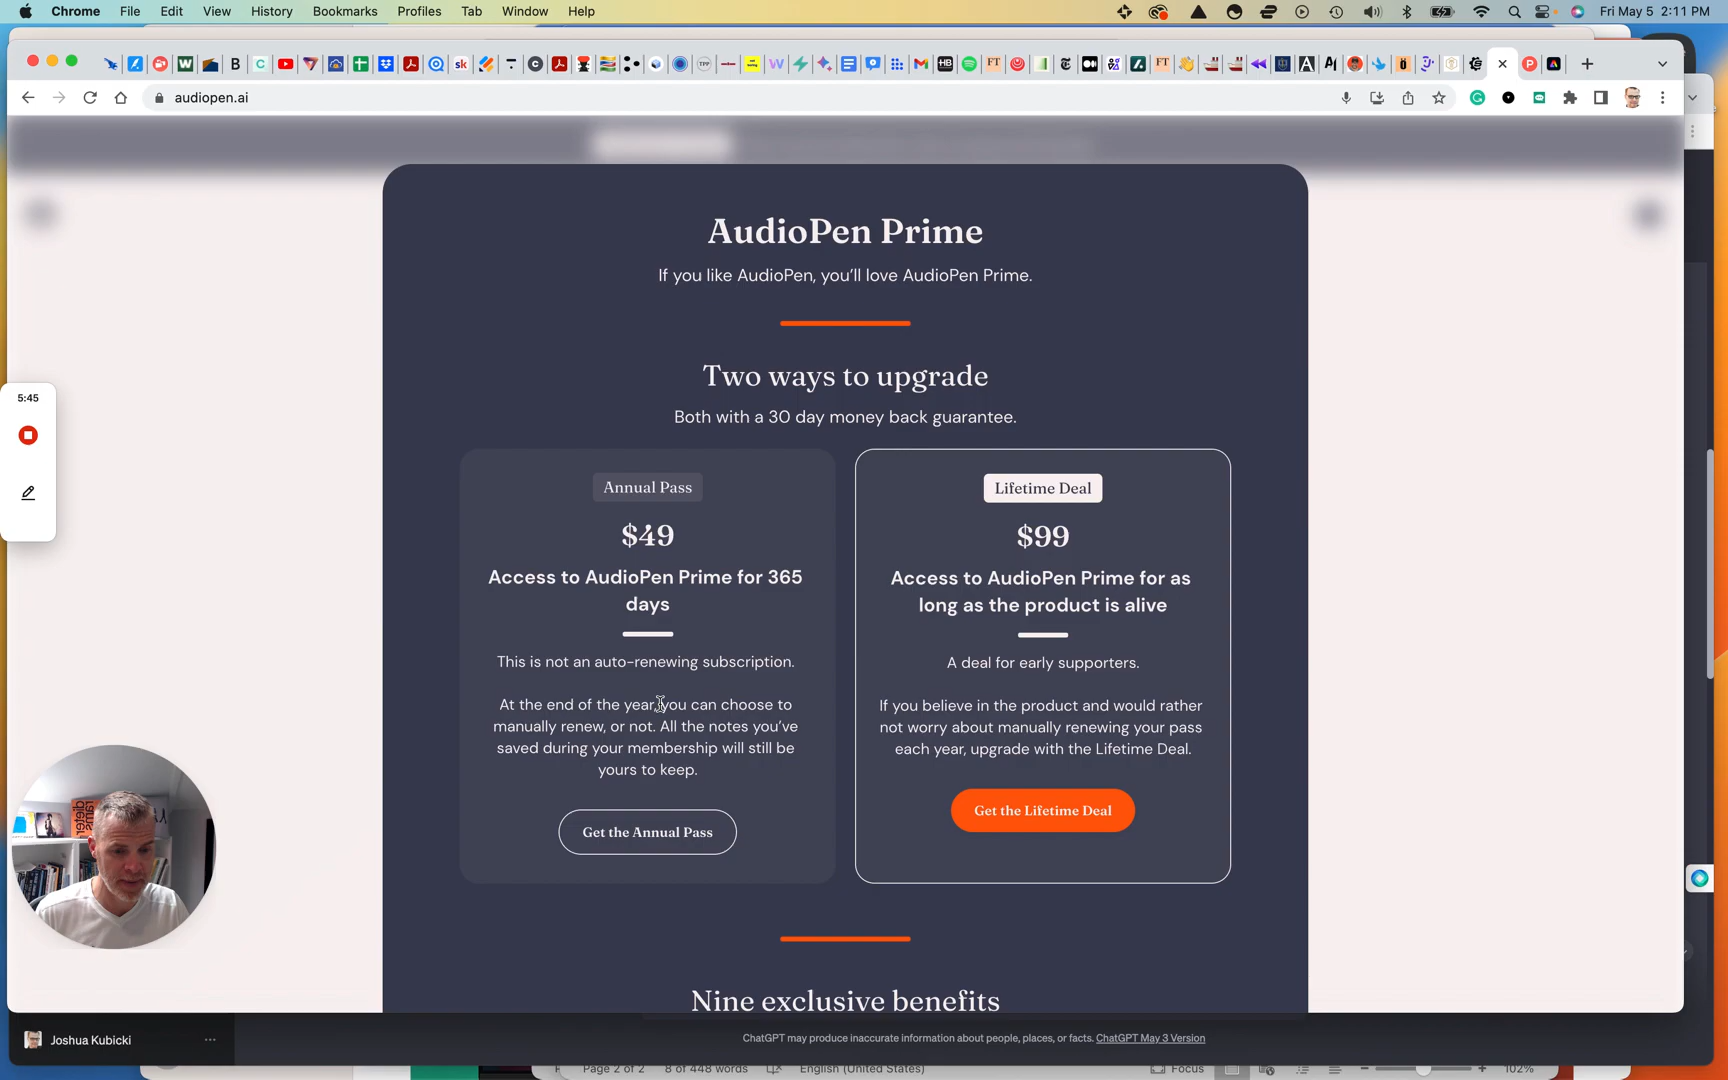 Chrome File Edit View History Bookmarks Profiles Tab Window Help
Fri May 5 2:11 PM
audiopen.ai
AudioPen Prime
If you like AudioPen, you'll love AudioPen Prime.
Two ways to upgrade
Both with a 30 day money back guarantee.
Annual Pass
$49
Access to AudioPen Prime for 365
days
This is not an auto-renewing subscription.
At the end of the year, you can choose to
manually renew, or not. All the notes you've
saved during your membership will still be
yours to keep.
Get the Annual Pass
Lifetime Deal
$99
Access to AudioPen Prime for as
long as the product is alive
A deal for early supporters.
If you believe in the product and would rather
not worry about manually renewing your pass
each year, upgrade with the Lifetime Deal.
Get the Lifetime Deal
Nine exclusive benefits
5:45
Joshua Kubicki
ChatGPT may produce inaccurate information about people, places, or facts. ChatGPT May 3 Version
Page 2 of 2 8 of 448 words English (United States) Focus 102%